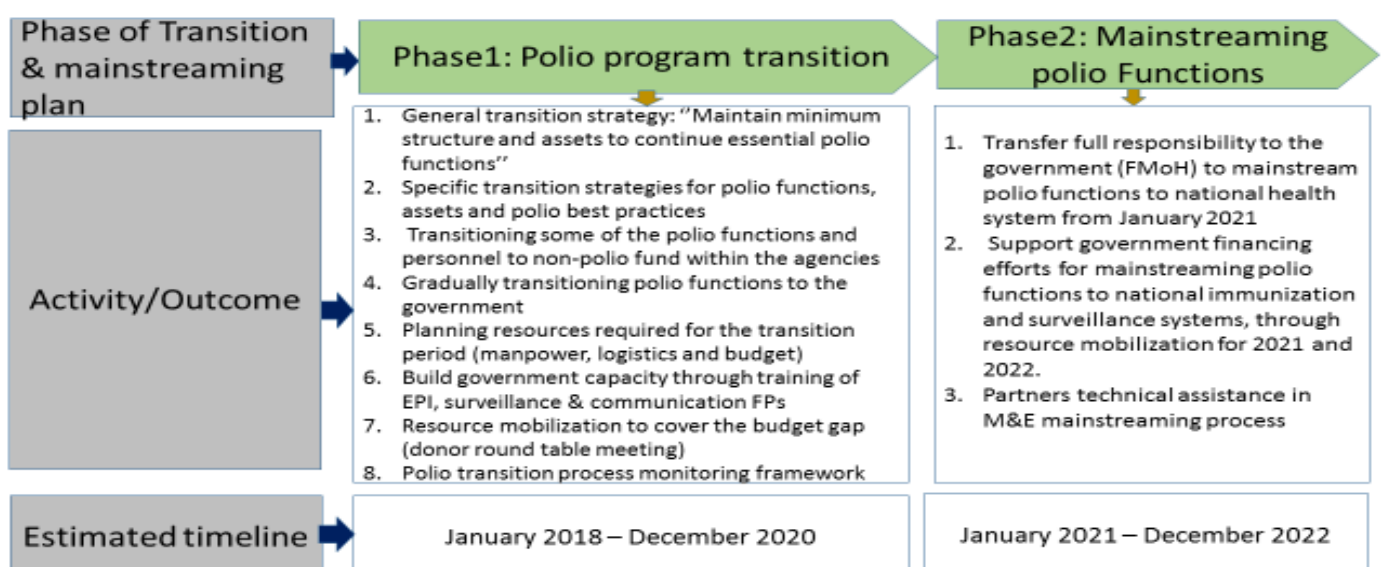 Phase of Transition
& mainstreaming
plan
Phase1: Polio program transition
Phase2: Mainstreaming
polio Functions
Activity/Outcome
1. General transition strategy: ‘‘Maintain minimum
structure and assets to continue essential polio
functions’’
2. Specific transition strategies for polio functions,
assets and polio best practices
3. Transitioning some of the polio functions and
personnel to non-polio fund within the agencies
4. Gradually transitioning polio functions to the
government
5. Planning resources required for the transition
period (manpower, logistics and budget)
6. Build government capacity through training of
EPI, surveillance & communication FPs
7. Resource mobilization to cover the budget gap
(donor round table meeting)
8. Polio transition process monitoring framework
1. Transfer full responsibility to the
government (FMoH) to mainstream
polio functions to national health
system from January 2021
2. Support government financing
efforts for mainstreaming polio
functions to national immunization
and surveillance systems, through
resource mobilization for 2021 and
2022.
3. Partners technical assistance in
M&E mainstreaming process
Estimated timeline
January 2018 – December 2020
January 2021 – December 2022